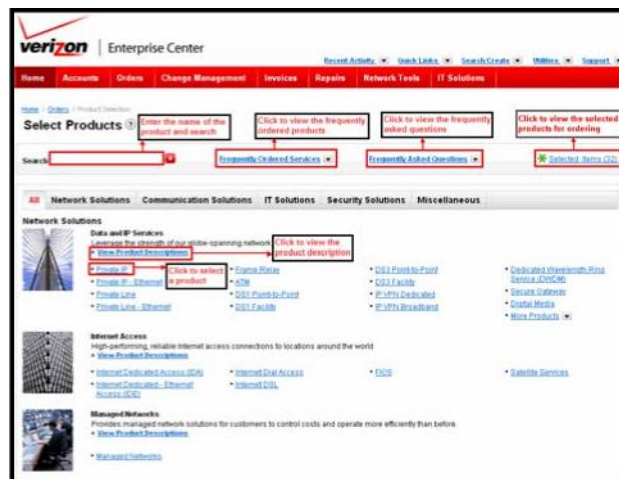 verizon | Enterprise Center
Recent Activity Quick Links Search/Create Utilities Support
Home Accounts Orders Change Management Invoices Repairs Network Tools IT Solutions
Home / Orders / Product Selection
Select Products
Enter the name of the product and search
Click to view the frequently ordered products
Click to view the frequently asked questions
Click to view the selected products for ordering
Search
Frequently Ordered Services
Frequently Asked Questions
Selected Items (32)
All Network Solutions Communication Solutions IT Solutions Security Solutions Miscellaneous
Network Solutions
Data and IP Services
Leverage the strength of our globe-spanning network
View Product Descriptions
Click to view the product description
Private IP
Click to select a product
Private IP - Ethernet
Private Line
Private Line - Ethernet
Frame Relay
ATM
DS1 Point-to-Point
DS1 Facility
DS3 Point-to-Point
DS3 Facility
IP VPN Dedicated
IP VPN Broadband
Dedicated Wavelength Ring
Service (DWDM)
Secure Gateway
Digital Media
More Products
Internet Access
High-performing, reliable Internet access connections to locations around the world
View Product Descriptions
Internet Dedicated Access (IDA)
Internet Dedicated - Ethernet
Access (IDE)
Internet Dial Access
Internet DSL
FIOS
Satellite Services
Managed Networks
Provides managed network solutions for customers to control costs and operate more efficiently than before.
View Product Descriptions
Managed Networks